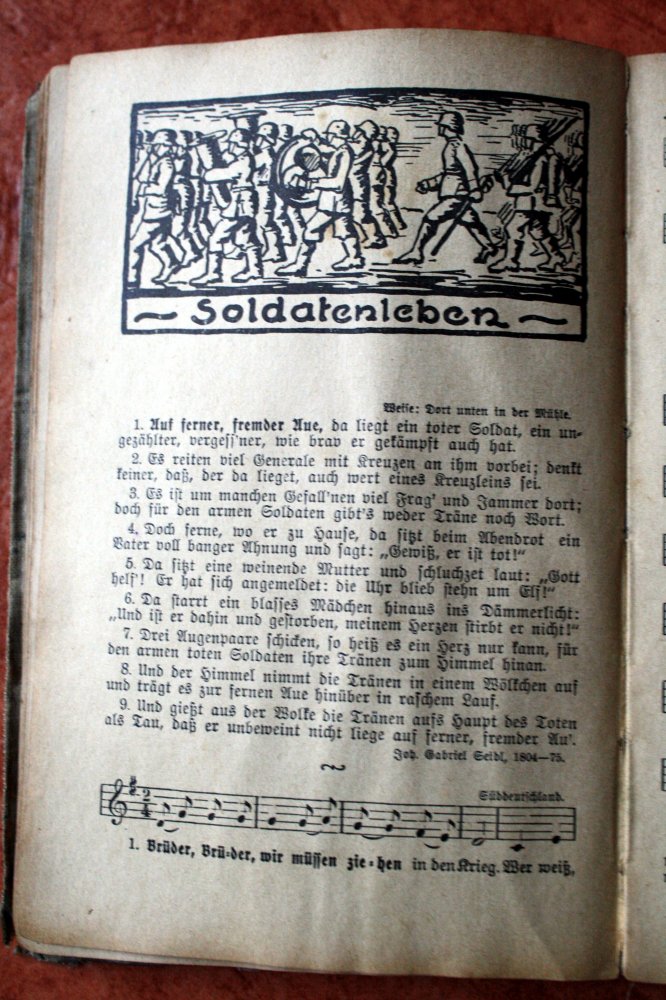 ~ Soldatenleben ~
Weise: Dort unten in der Mühle.
1. Auf ferner, fremder Aue, da liegt ein toter Soldat, ein un-
gezählter, vergess'ner, wie brav er gekämpft auch hat.
2. Es reiten viel Generale mit Kreuzen an ihm vorbei; denkt
keiner, daß, der da lieget, auch wert eines Kreuzleins sei.
3. Es ist um manchen Gefall'nen viel Frag' und Jammer dort;
doch für den armen Soldaten gibt's weder Träne noch Wort.
4. Doch ferne, wo er zu Hause, da sitzt beim Abendrot ein
Vater voll banger Ahnung und sagt: „Gewiß, er ist tot!"
5. Da sitzt eine weinende Mutter und schluchzet laut: „Gott
helf'! Er hat sich angemeldet: die Uhr blieb stehn um Elf!"
6. Da starrt ein blasses Mädchen hinaus ins Dämmerlicht:
„Und ist er dahin und gestorben, meinem Herzen stirbt er nicht!"
7. Drei Augenpaare schicken, so heiß es ein Herz nur kann, für
den armen toten Soldaten ihre Tränen zum Himmel hinan.
8. Und der Himmel nimmt die Tränen in einem Wölkchen auf
und trägt es zur fernen Aue hinüber in raschem Lauf.
9. Und gießt aus der Wolke die Tränen aufs Haupt des Toten
als Tau, daß er unbeweint nicht liege auf ferner, fremder Au'.
Joh. Gabriel Seidl, 1804—75.
Süddeutschland.
2
4
1. Brüder, Brü-der, wir müssen zie-hen in den Krieg. Wer weiß,